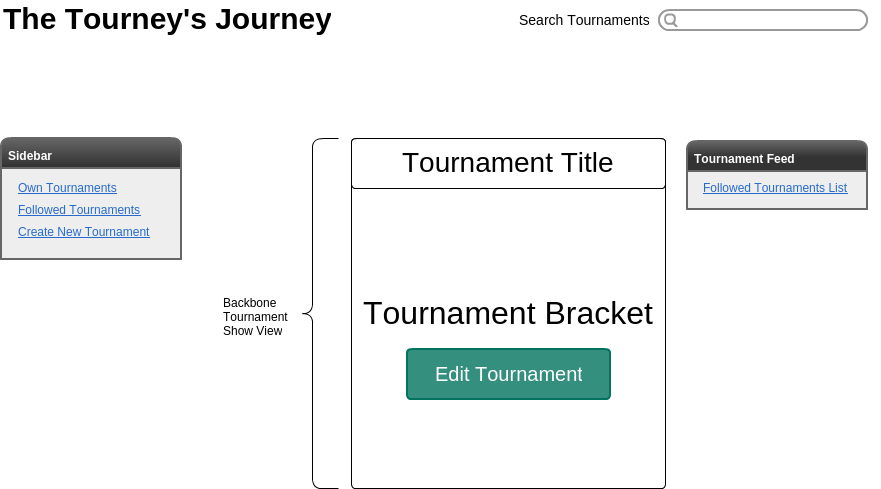 The Tourney's Journey
Search Tournaments
Sidebar
Own Tournaments
Followed Tournaments
Create New Tournament
Backbone
Tournament
Show View
Tournament Title
Tournament Bracket
Edit Tournament
Tournament Feed
Followed Tournaments List